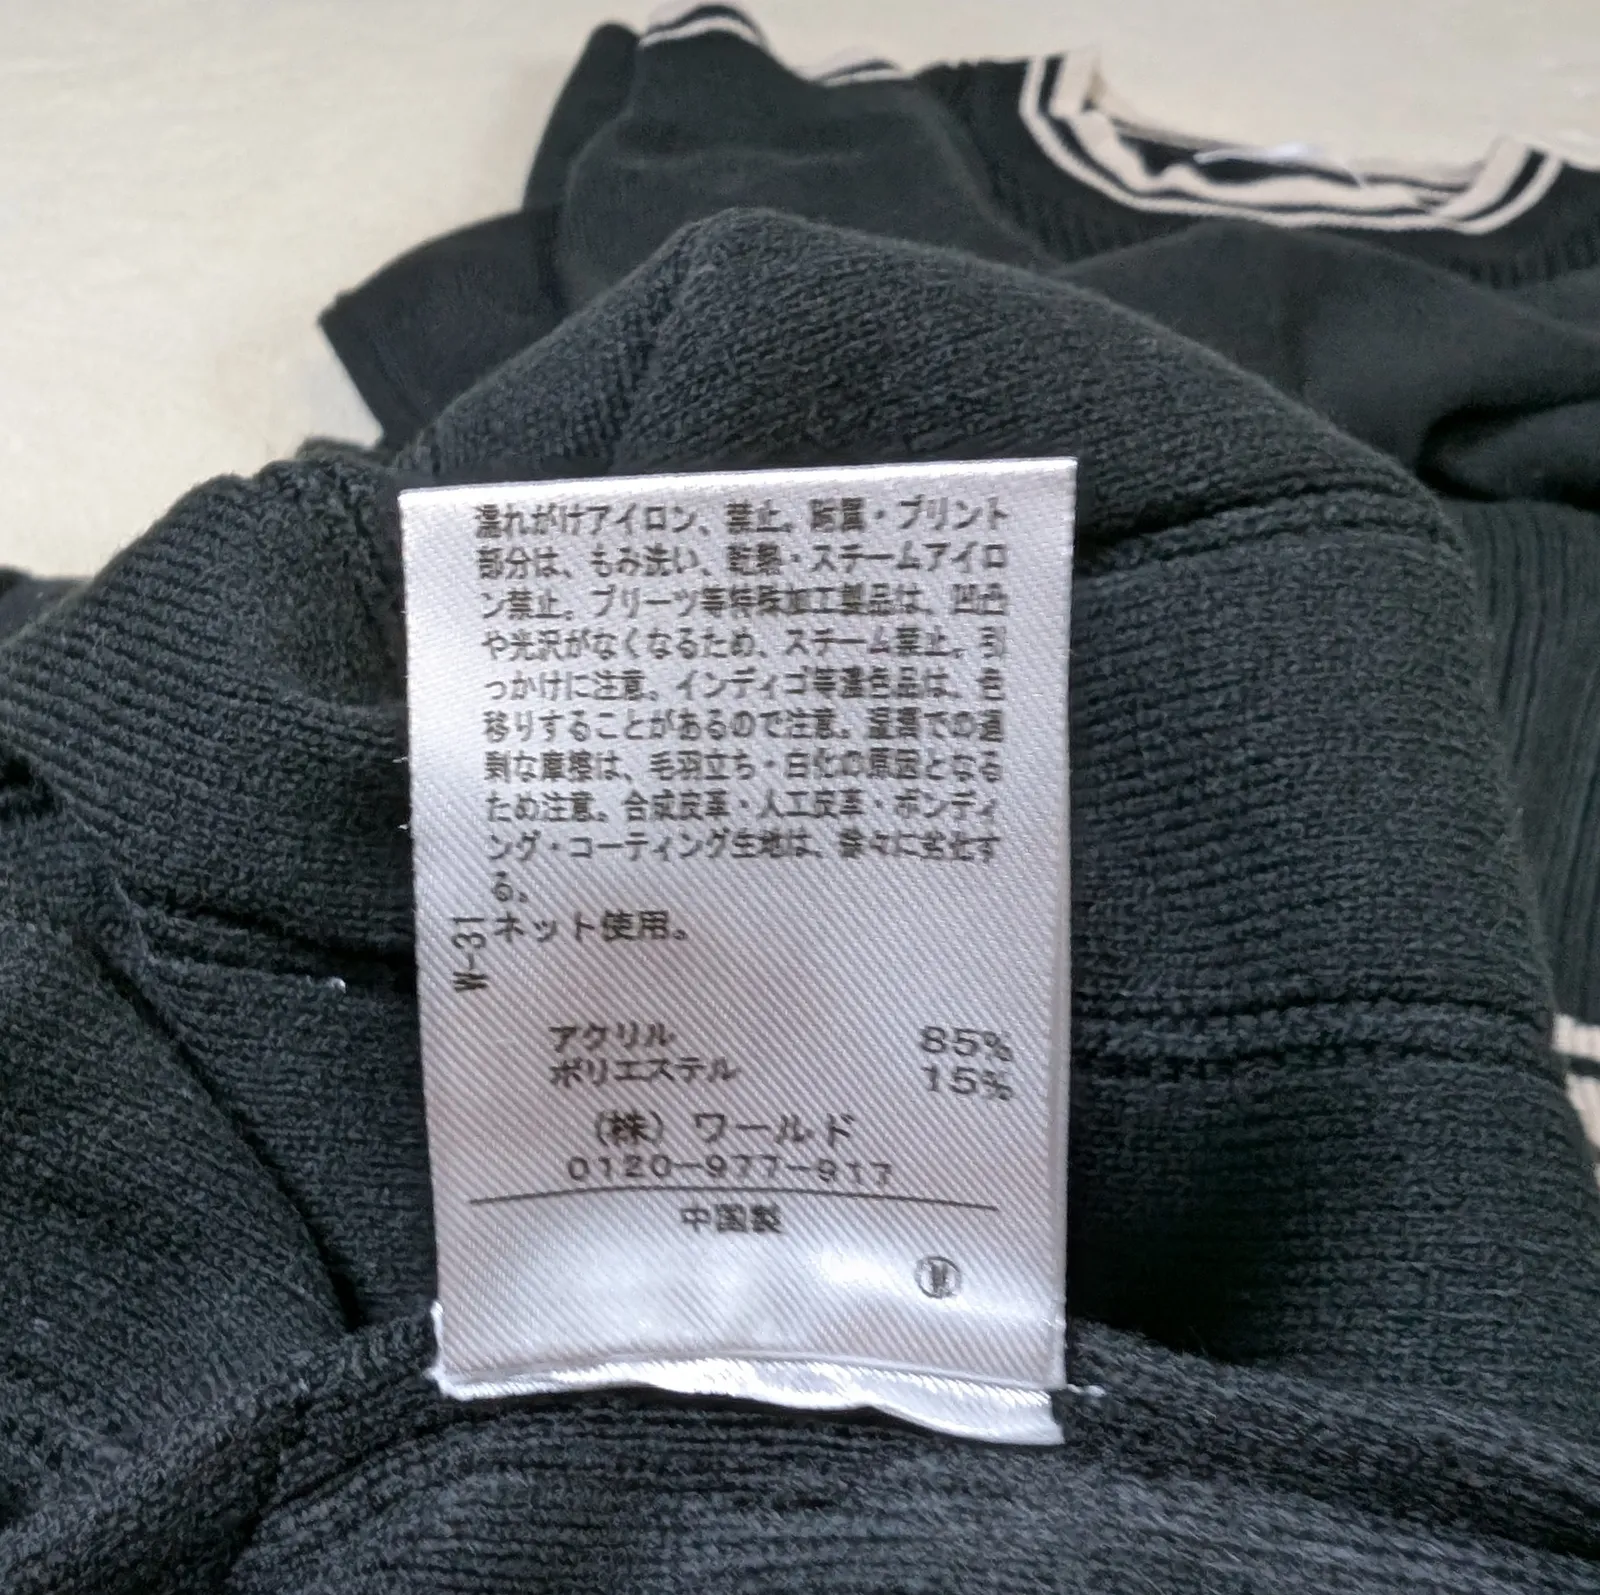 濡れがけアイロン、禁止。防寒・プリント
部分は、もみ洗い、乾熱・スチームアイロ
ン禁止。プリーツ等特殊加工製品は、凹凸
や光沢がなくなるため、スチーム禁止。引
っかけに注意。インディゴ等濃色品は、色
移りすることがあるので注意。湿潤での過
剰な摩擦は、毛羽立ち・白化の原因となる
ため注意。合成皮革・人工皮革・ボンディ
ング・コーティング生地は、徐々に劣化す
る。
ネット使用。
W-31
アクリル 85%
ポリエステル 15%
(株) ワールド
0120-977-917
中国製